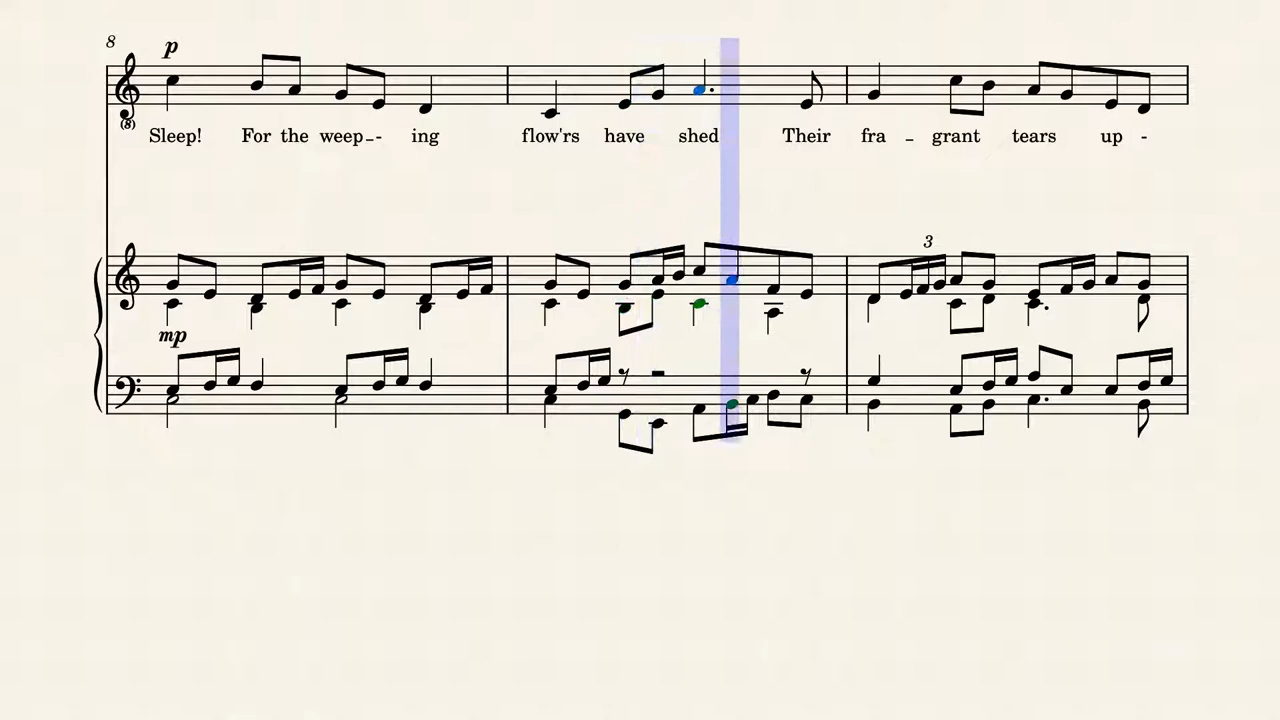 8
p
(8)
Sleep! For the weep -- ing flow'rs have shed Their fra - grant tears up -
3
mp